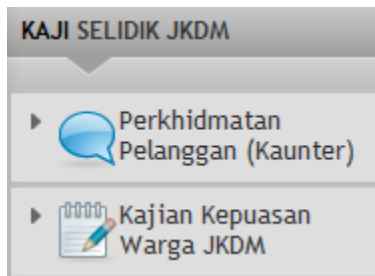 KAJI SELIDIK JKDM
Perkhidmatan
Pelanggan (Kaunter)
Kajian Kepuasan
Warga JKDM